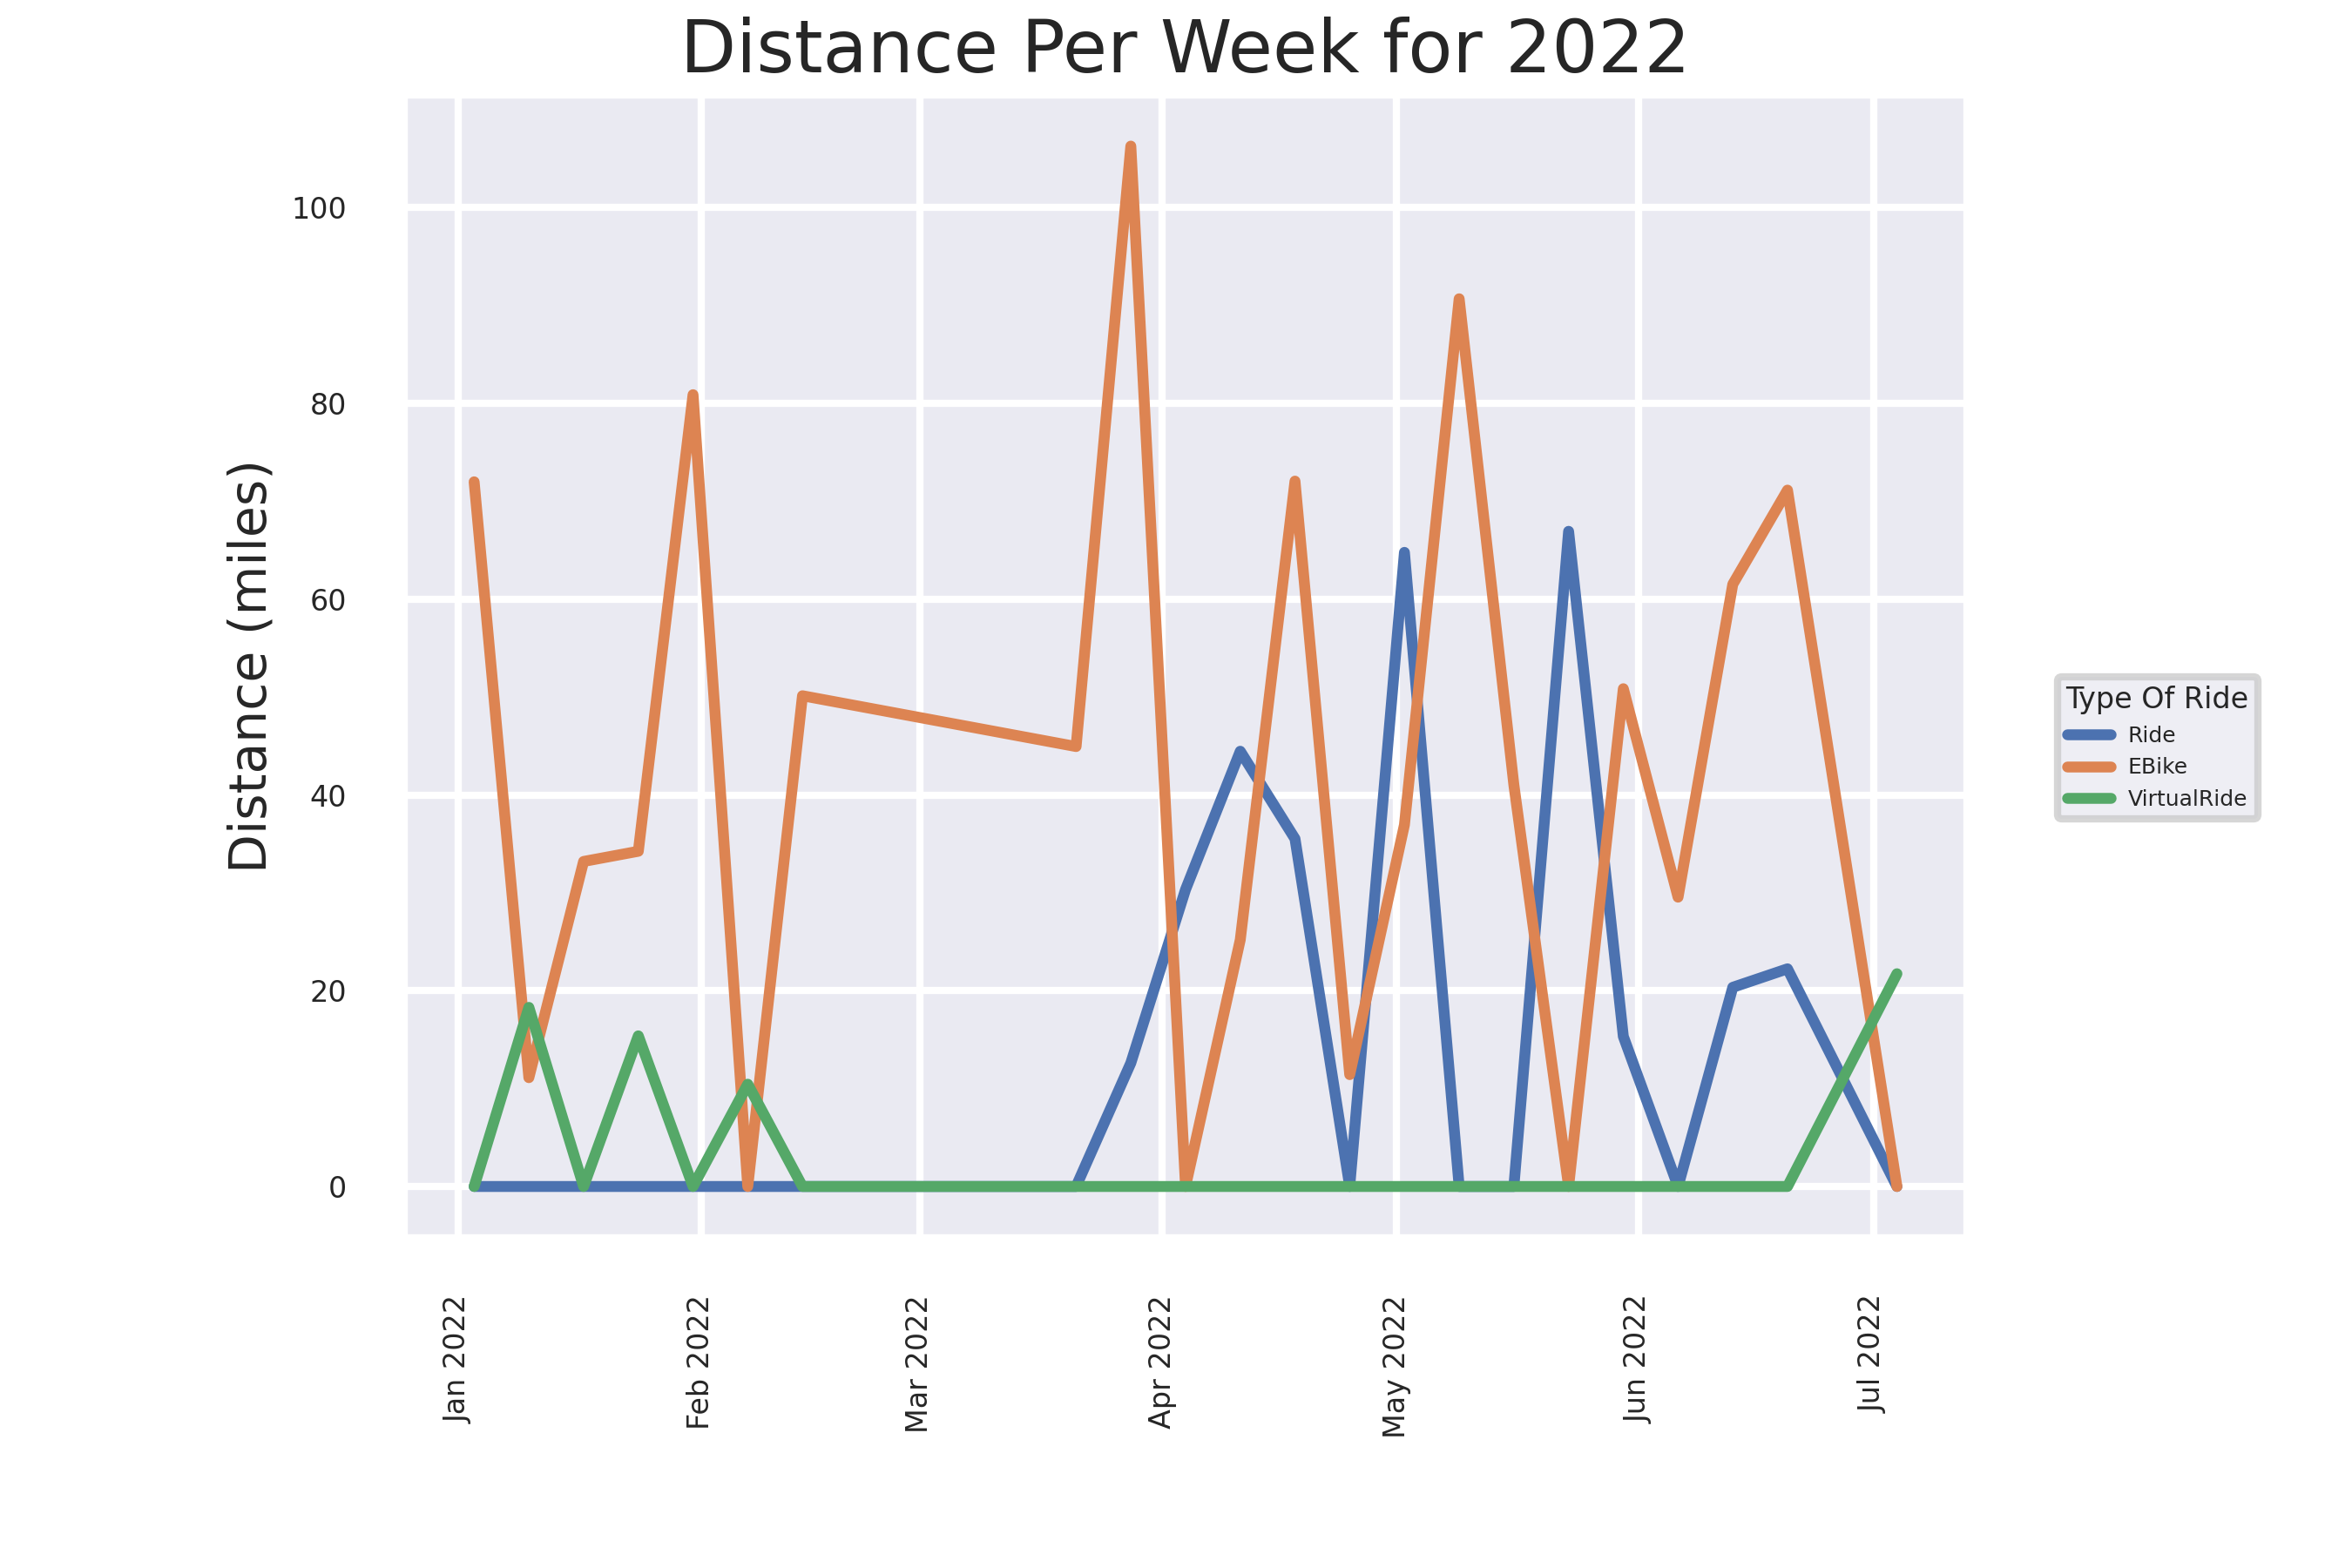 Distance Per Week for 2022
Distance (miles)
100
80
60
40
20
0
Jan 2022
Feb 2022
Mar 2022
Apr 2022
May 2022
Jun 2022
Jul 2022
Type Of Ride
Ride
EBike
VirtualRide